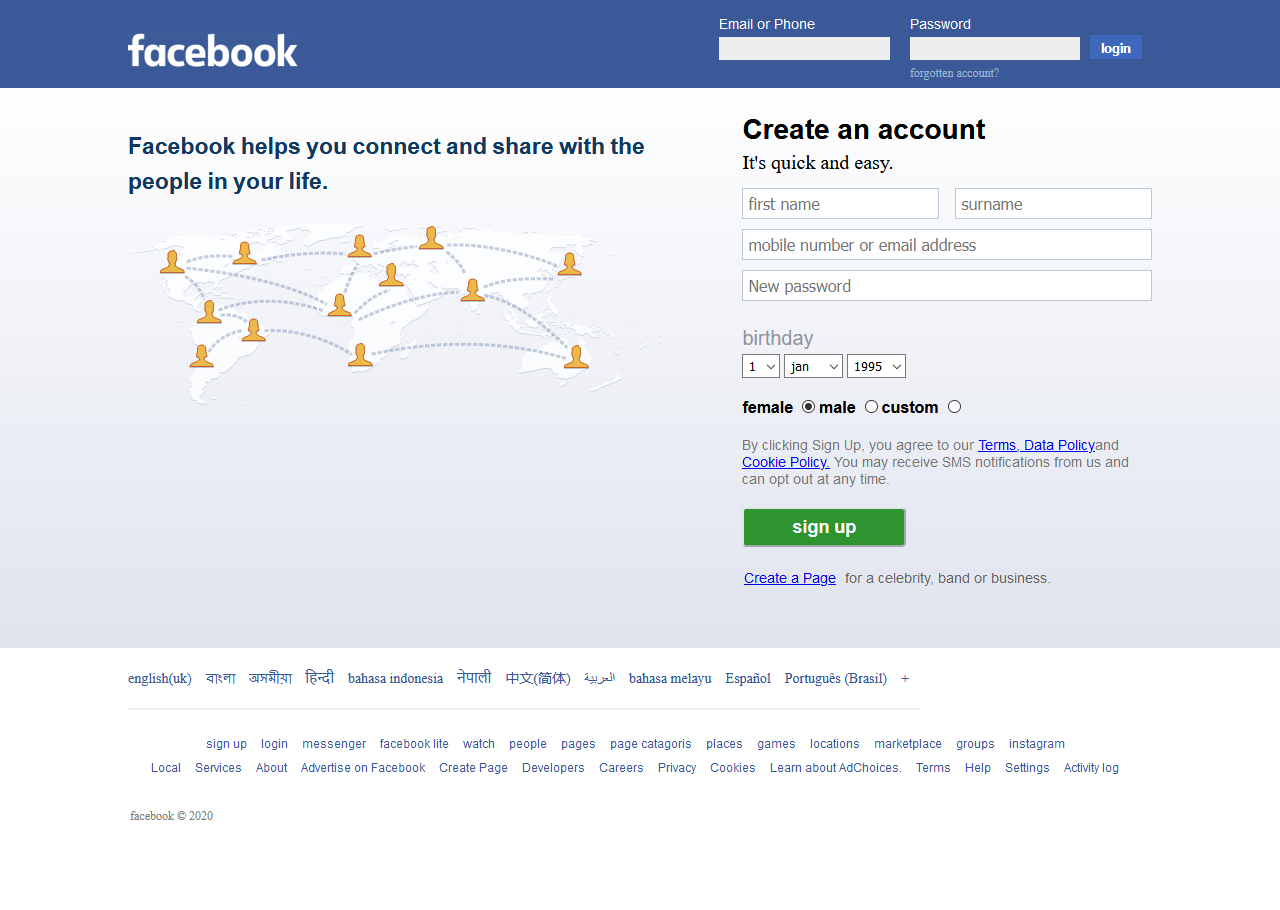 Email or Phone Password
facebook
login
forgotten account?
Create an account
Facebook helps you connect and share with the
people in your life.
It's quick and easy.
first name surname
mobile number or email address
New password
birthday
1 jan 1995
female male custom
By clicking Sign Up, you agree to our Terms, Data Policyand
Cookie Policy. You may receive SMS notifications from us and
can opt out at any time.
sign up
Create a Page for a celebrity, band or business.
english(uk) বাংলা অসমীয়া हिन्दी bahasa indonesia नेपाली 中文(简体) العربية bahasa melayu Español Português (Brasil) +
sign up login messenger facebook lite watch people pages page catagoris places games locations marketplace groups instagram
Local Services About Advertise on Facebook Create Page Developers Careers Privacy Cookies Learn about AdChoices. Terms Help Settings Activity log
facebook © 2020